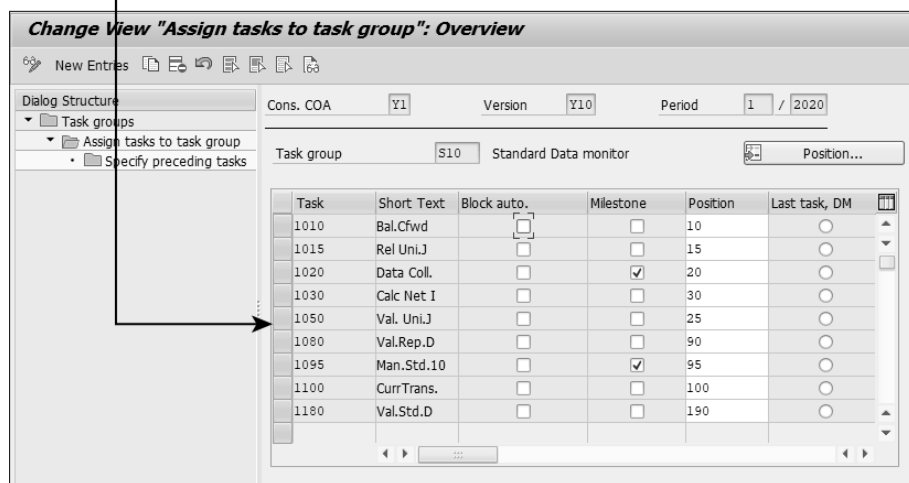 Change View "Assign tasks to task group": Overview
New Entries
Dialog Structure
Task groups
Assign tasks to task group
Specify preceding tasks
Cons. COA Y1 Version Y10 Period 1 / 2020
Task group S10 Standard Data monitor Position...
Task Short Text Block auto. Milestone Position Last task, DM
1010 Bal.Cfwd 10
1015 Rel Uni.J 15
1020 Data Coll. 20
1030 Calc Net I 30
1050 Val. Uni.J 25
1080 Val.Rep.D 90
1095 Man.Std.10 95
1100 CurrTrans. 100
1180 Val.Std.D 190